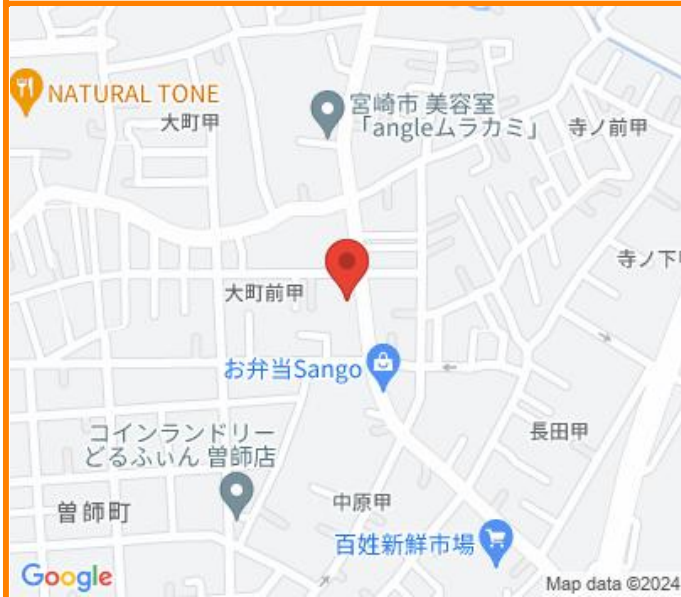 NATURAL TONE
大町甲
宮崎市 美容室
「angleムラカミ」
寺ノ前甲
寺ノ下甲
大町前甲
お弁当Sango
コインランドリー
どるふぃん 曽師店
長田甲
曽師町
中原甲
百姓新鮮市場
Google
Map data ©2024